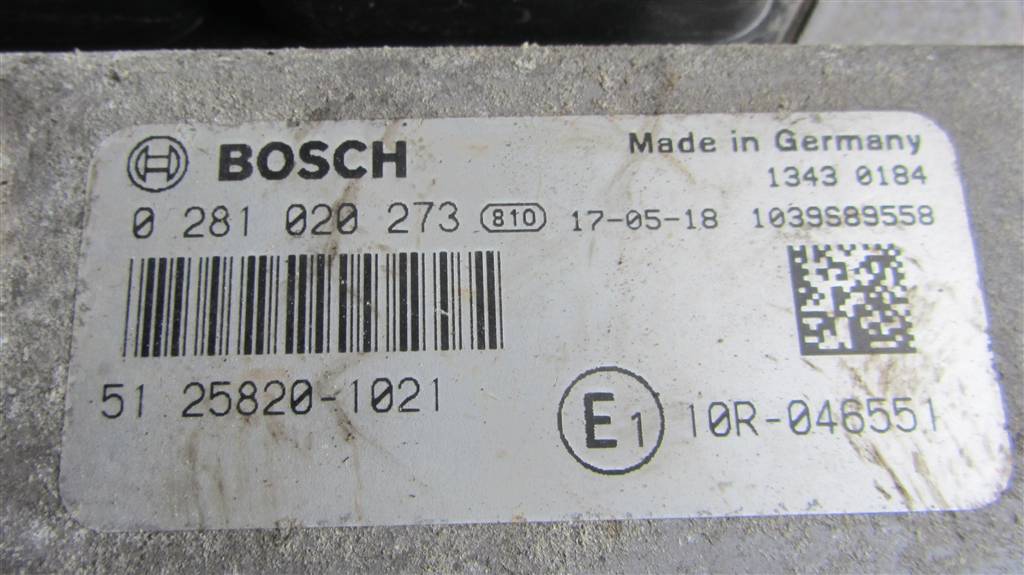 BOSCH
Made in Germany
1343 0184
0 281 020 273 810 17-05-18 1039S89558
51 25820-1021
E1 10R-046551